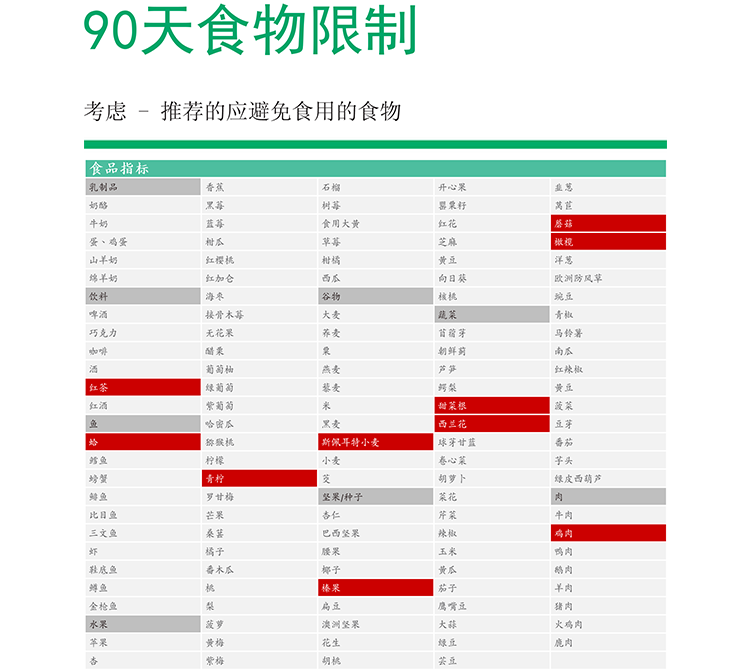 90天食物限制
考虑 - 推荐的应避免食用的食物
食品指标
乳制品 香蕉 石榴 开心果 韭葱
奶酪 黑莓 树莓 罂粟籽 莴苣
牛奶 蓝莓 食用大黄 红花 蘑菇
蛋、鸡蛋 柑瓜 草莓 芝麻 橄榄
山羊奶 红樱桃 柑橘 黄豆 洋葱
绵羊奶 红加仑 西瓜 向日葵 欧洲防风草
饮料 海枣 谷物 核桃 豌豆
啤酒 接骨木莓 大麦 蔬菜 青椒
巧克力 无花果 荞麦 苜蓿芽 马铃薯
咖啡 醋栗 粟 朝鲜蓟 南瓜
酒 葡萄柚 燕麦 芦笋 红辣椒
红茶 绿葡萄 藜麦 鳄梨 黄豆
红酒 紫葡萄 米 甜菜根 菠菜
鱼 哈密瓜 黑麦 西兰花 豆芽
蛤 猕猴桃 斯佩耳特小麦 球芽甘蓝 番茄
鳕鱼 柠檬 小麦 卷心菜 芋头
螃蟹 青柠 芡 胡萝卜 绿皮西葫芦
鲱鱼 罗甘梅 坚果/种子 菜花 肉
比目鱼 芒果 杏仁 芹菜 牛肉
三文鱼 桑葚 巴西坚果 辣椒 鸡肉
虾 橘子 腰果 玉米 鸭肉
鞋底鱼 番木瓜 椰子 黄瓜 鹅肉
鳟鱼 桃 榛果 茄子 羊肉
金枪鱼 梨 扁豆 鹰嘴豆 猪肉
水果 菠萝 澳洲坚果 大蒜 火鸡肉
苹果 黄梅 花生 绿豆 鹿肉
杏 紫梅 胡桃 芸豆